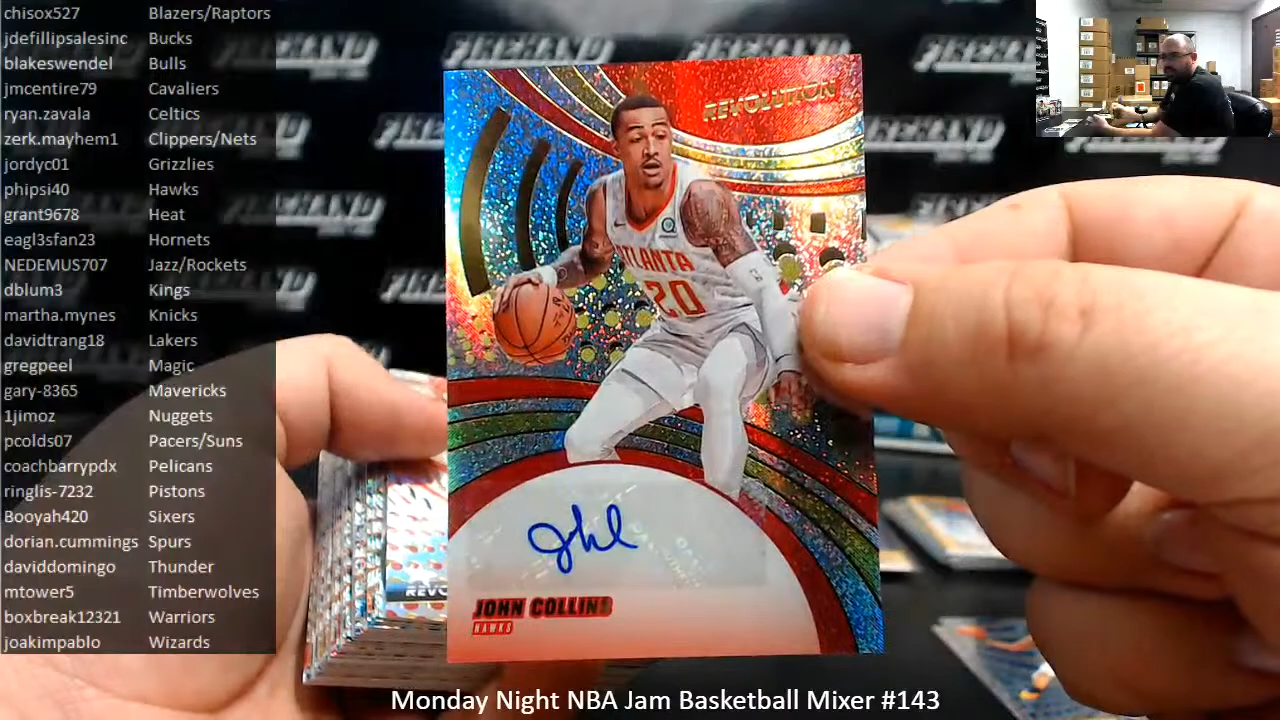 chisox527 Blazers/Raptors
jdefillipsalesinc Bucks
blakeswendel Bulls
jmcentire79 Cavaliers
ryan.zavala Celtics
zerk.mayhem1 Clippers/Nets
jordyc01 Grizzlies
phipsi40 Hawks
grant9678 Heat
eagl3sfan23 Hornets
NEDEMUS707 Jazz/Rockets
dblum3 Kings
martha.mynes Knicks
davidtrang18 Lakers
gregpeel Magic
gary-8365 Mavericks
1jimoz Nuggets
pcolds07 Pacers/Suns
coachbarrypdx Pelicans
ringlis-7232 Pistons
Booyah420 Sixers
dorian.cummings Spurs
daviddomingo Thunder
mtower5 Timberwolves
boxbreak12321 Warriors
joakimpablo Wizards
FIREHAND
FIREHAND
REVOLUTION
ATLANTA
20
JOHN COLLINS
HAWKS
Monday Night NBA Jam Basketball Mixer #143